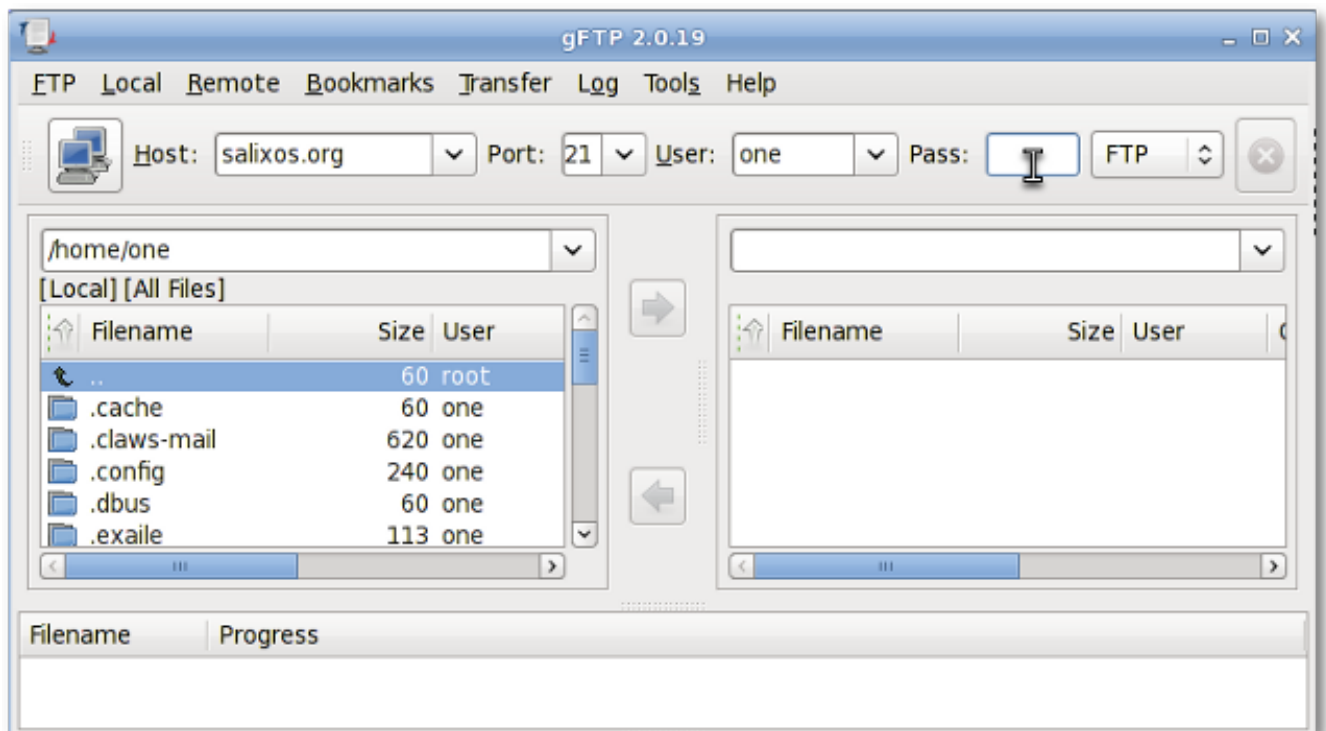 gFTP 2.0.19
FTP Local Remote Bookmarks Transfer Log Tools Help
Host: salixos.org Port: 21 User: one Pass: FTP
/home/one
[Local] [All Files]
Filename Size User
.. 60 root
.cache 60 one
.claws-mail 620 one
.config 240 one
.dbus 60 one
.exaile 113 one
Filename Size User
Filename Progress